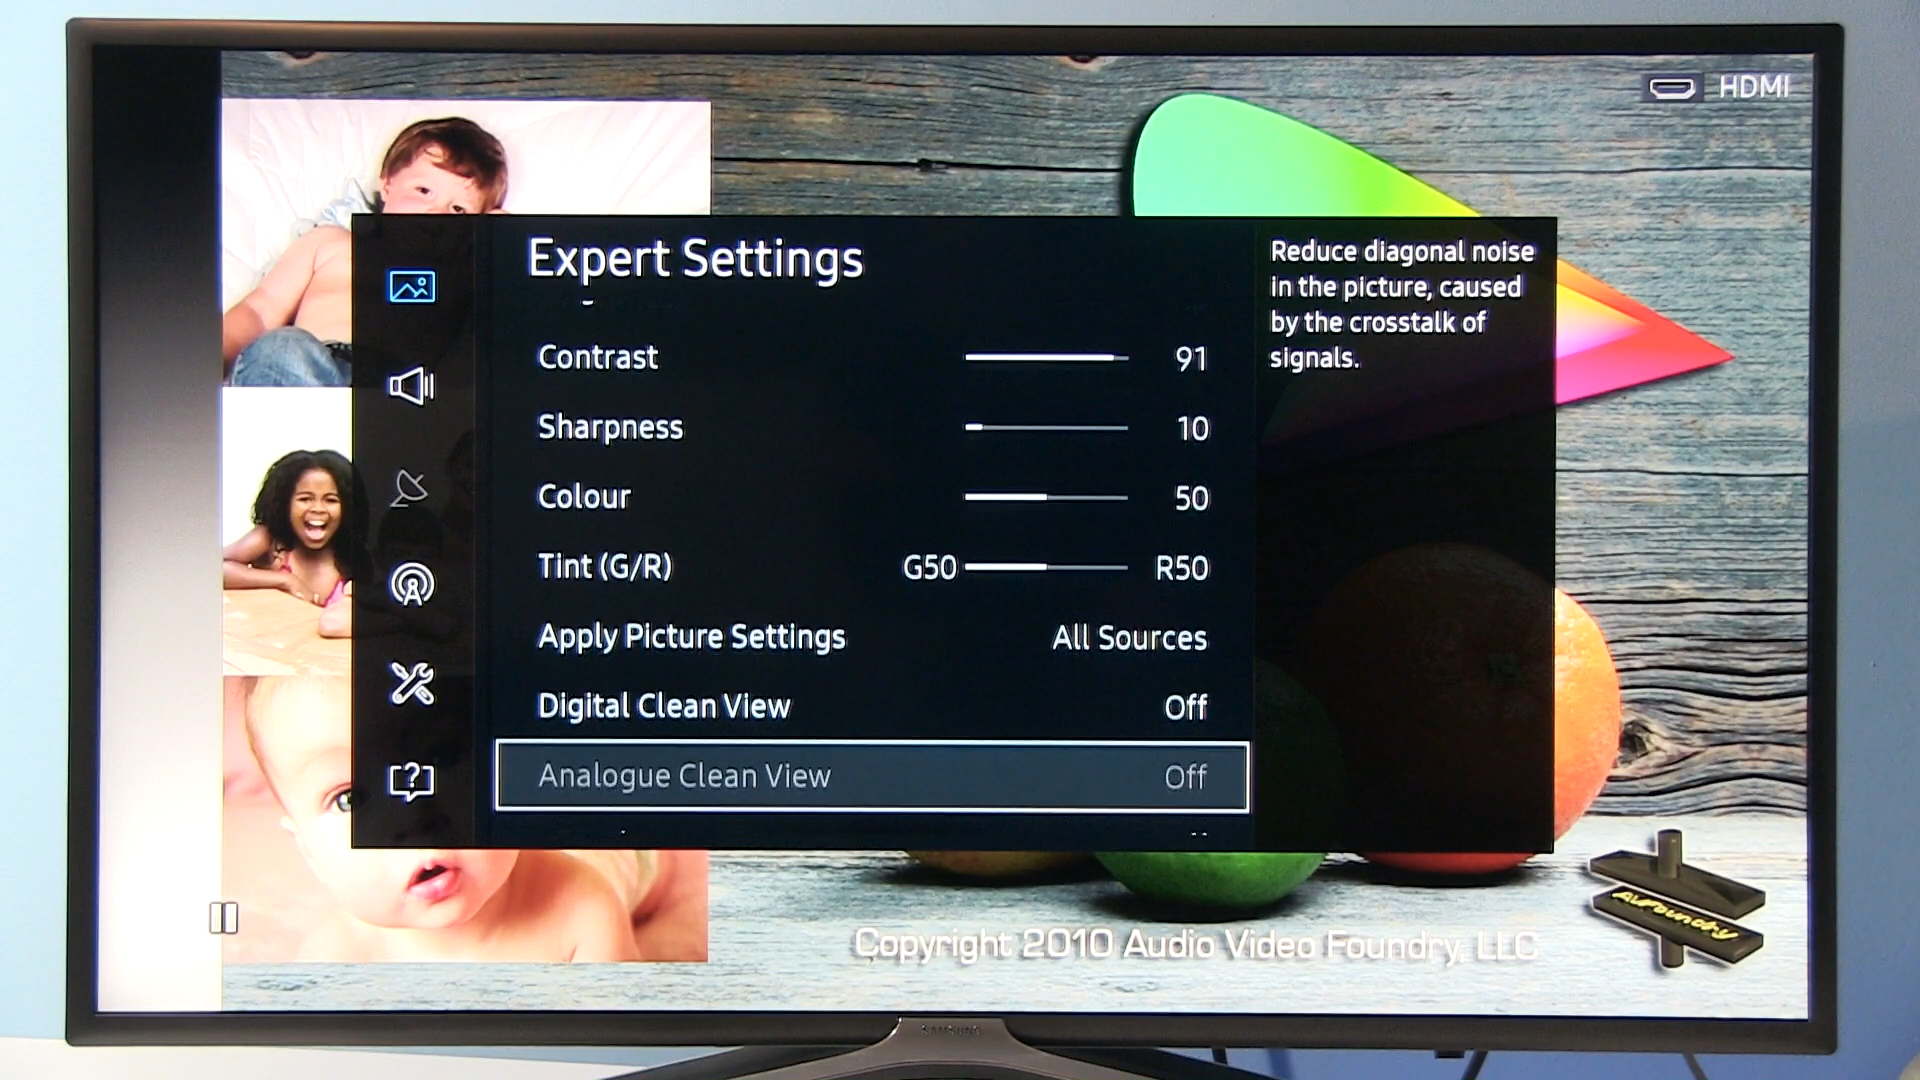 HDMI
Expert Settings
Contrast 91
Sharpness 10
Colour 50
Tint (G/R) G50 R50
Apply Picture Settings All Sources
Digital Clean View Off
Analogue Clean View Off
Reduce diagonal noise
in the picture, caused
by the crosstalk of
signals.
AVFoundry
Copyright 2010 Audio Video Foundry, LLC
SAMSUNG